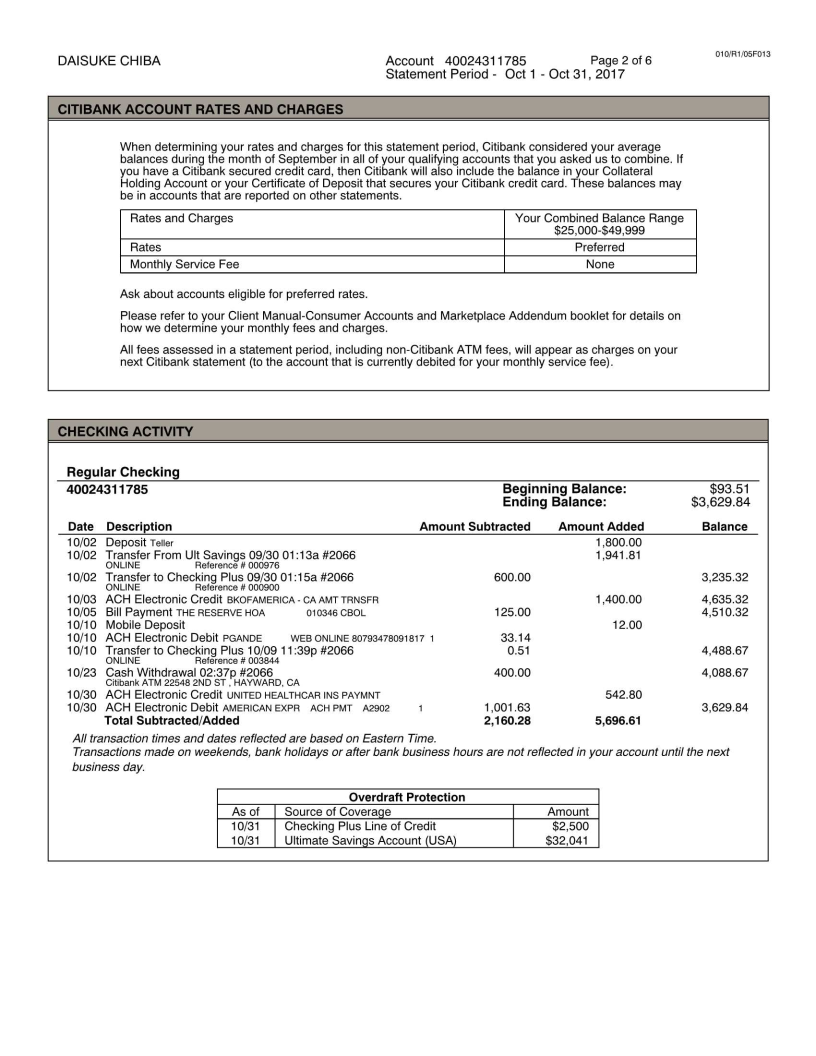 010/R1/05F013
DAISUKE CHIBA Account 40024311785 Page 2 of 6
Statement Period - Oct 1 - Oct 31, 2017
CITIBANK ACCOUNT RATES AND CHARGES
When determining your rates and charges for this statement period, Citibank considered your average
balances during the month of September in all of your qualifying accounts that you asked us to combine. If
you have a Citibank secured credit card, then Citibank will also include the balance in your Collateral
Holding Account or your Certificate of Deposit that secures your Citibank credit card. These balances may
be in accounts that are reported on other statements.
Rates and Charges Your Combined Balance Range
$25,000-$49,999
Rates Preferred
Monthly Service Fee None
Ask about accounts eligible for preferred rates.
Please refer to your Client Manual-Consumer Accounts and Marketplace Addendum booklet for details on
how we determine your monthly fees and charges.
All fees assessed in a statement period, including non-Citibank ATM fees, will appear as charges on your
next Citibank statement (to the account that is currently debited for your monthly service fee).
CHECKING ACTIVITY
Regular Checking
40024311785 Beginning Balance: $93.51
Ending Balance: $3,629.84
Date Description Amount Subtracted Amount Added Balance
10/02 Deposit Teller 1,800.00
10/02 Transfer From Ult Savings 09/30 01:13a #2066 1,941.81
ONLINE Reference # 000976
10/02 Transfer to Checking Plus 09/30 01:15a #2066 600.00 3,235.32
ONLINE Reference # 000900
10/03 ACH Electronic Credit BKOFAMERICA - CA AMT TRNSFR 1,400.00 4,635.32
10/05 Bill Payment THE RESERVE HOA 010346 CBOL 125.00 4,510.32
10/10 Mobile Deposit 12.00
10/10 ACH Electronic Debit PGANDE WEB ONLINE 80793478091817 1 33.14
10/10 Transfer to Checking Plus 10/09 11:39p #2066 0.51 4,488.67
ONLINE Reference # 003844
10/23 Cash Withdrawal 02:37p #2066 400.00 4,088.67
Citibank ATM 22548 2ND ST , HAYWARD, CA
10/30 ACH Electronic Credit UNITED HEALTHCAR INS PAYMNT 542.80
10/30 ACH Electronic Debit AMERICAN EXPR ACH PMT A2902 1 1,001.63 3,629.84
Total Subtracted/Added 2,160.28 5,696.61
All transaction times and dates reflected are based on Eastern Time.
Transactions made on weekends, bank holidays or after bank business hours are not reflected in your account until the next
business day.
Overdraft Protection
As of Source of Coverage Amount
10/31 Checking Plus Line of Credit $2,500
10/31 Ultimate Savings Account (USA) $32,041